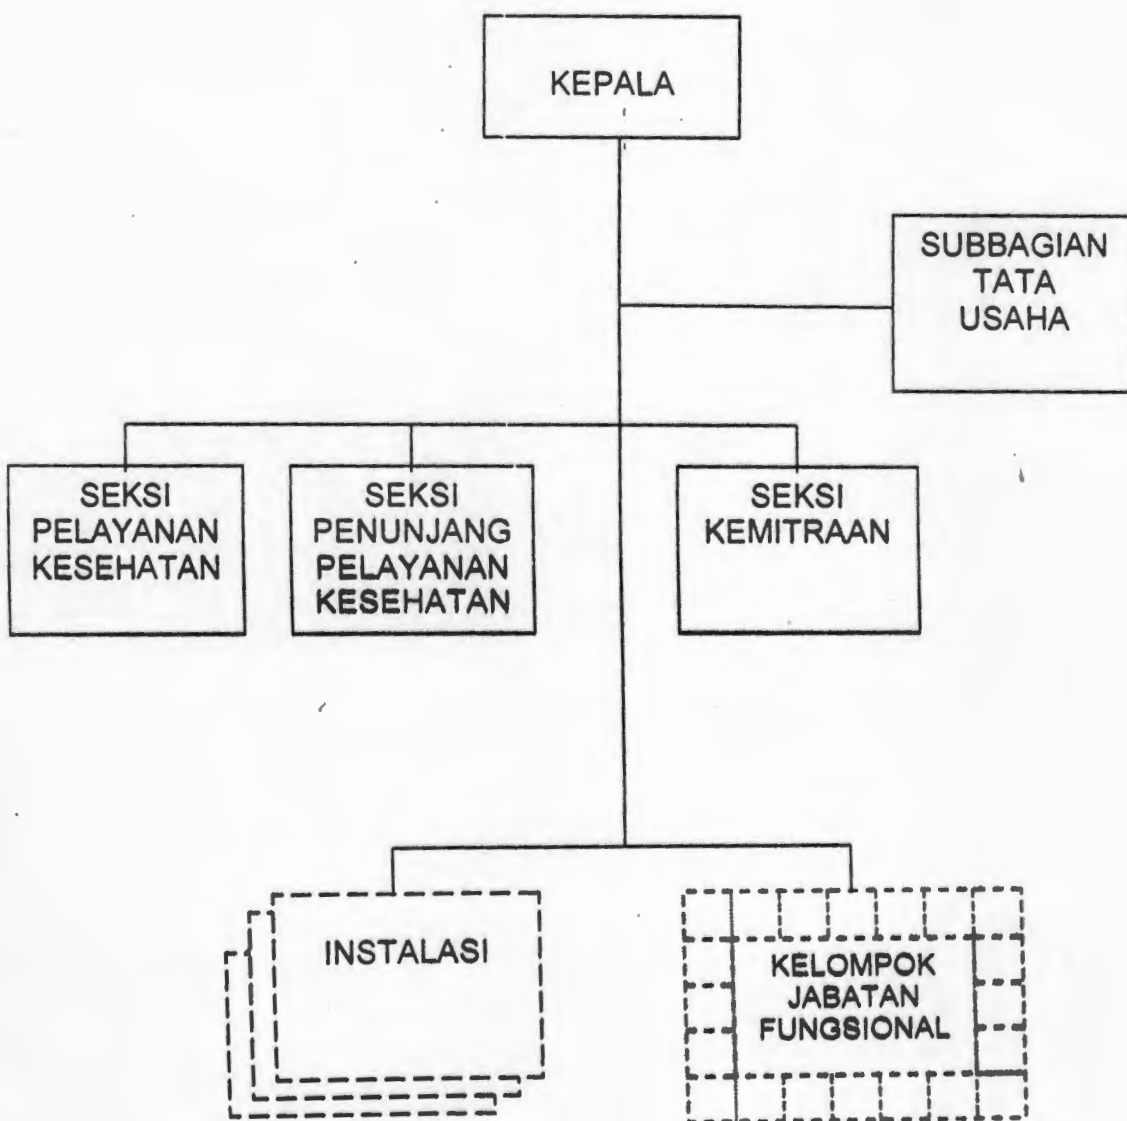 KEPALA
SUBBAGIAN
TATA
USAHA
SEKSI
PELAYANAN
KESEHATAN
SEKSI
PENUNJANG
PELAYANAN
KESEHATAN
SEKSI
KEMITRAAN
INSTALASI
KELOMPOK
JABATAN
FUNGSIONAL